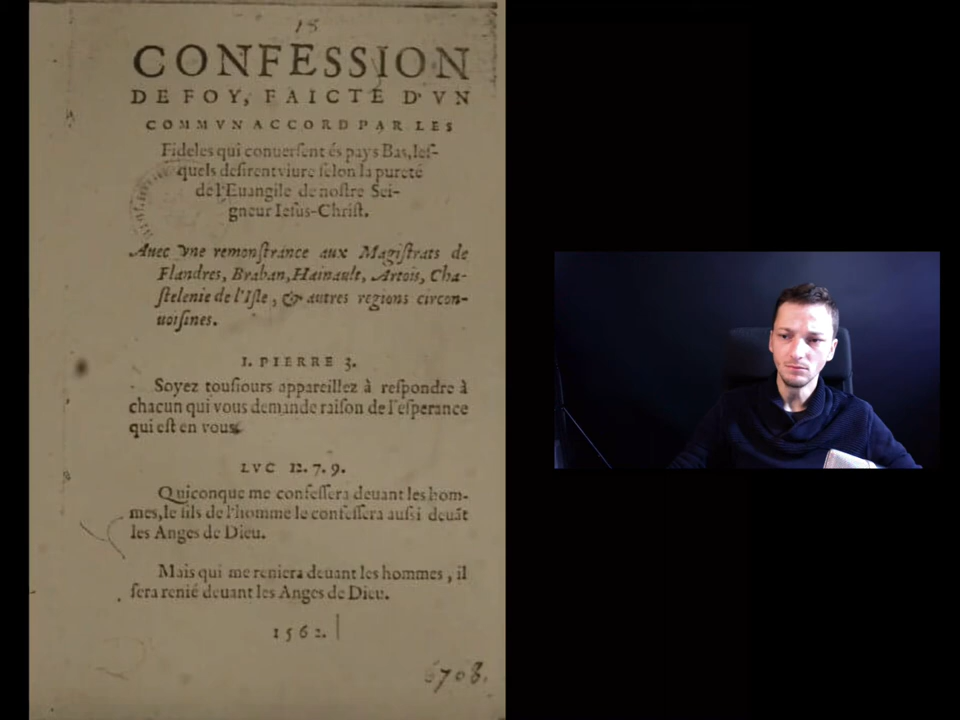 18
CONFESSION
DE FOY, FAICTE D'VN
COMMVN ACCORD PAR LES
Fideles qui conuersent és pays Bas, les-
quels desirent viure selon la pureté
de l'Euangile de nostre Sei-
gneur Iesus-Christ.
Auec vne remonstrance aux Magistrats de
Flandres, Braban, Hainault, Artois, Cha-
stelenie de l'Isle, & autres regions circon-
uoisines.
I. PIERRE 3.
Soyez tousiours appareillez à respondre à
chacun qui vous demande raison de l'esperance
qui est en vous.
LVC 12. 7. 9.
Quiconque me confessera deuant les hom-
mes, le fils de l'homme le confessera aussi deuãt
les Anges de Dieu.
Mais qui me reniera deuant les hommes, il
sera renié deuant les Anges de Dieu.
1562.
6708.